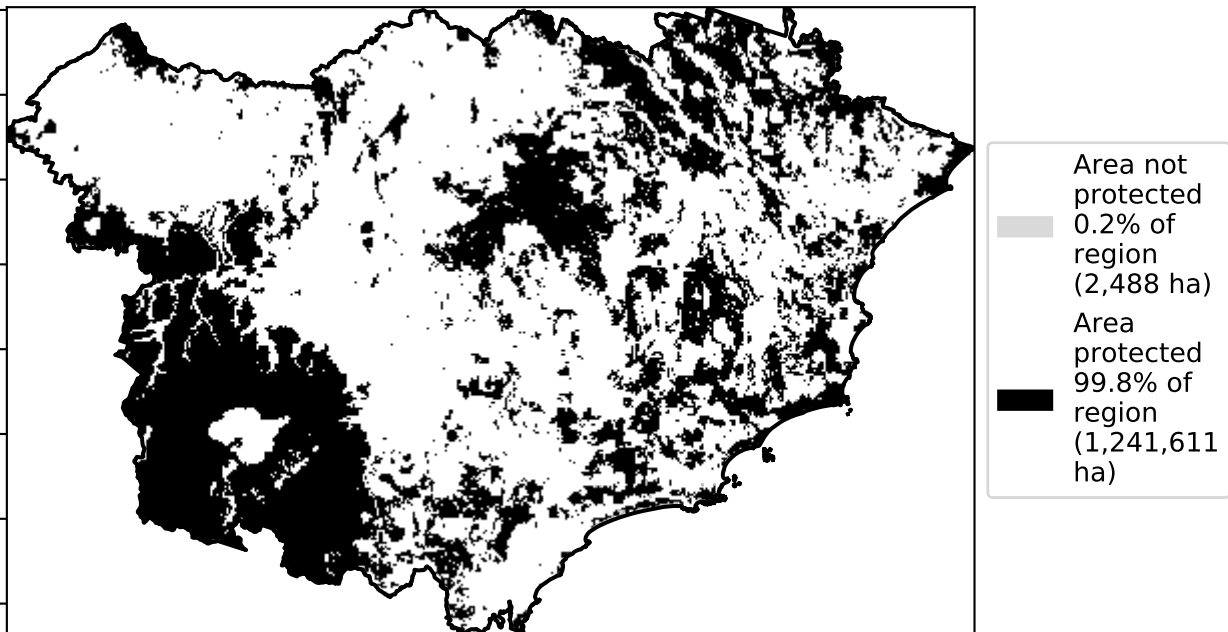 Area not
protected
0.2% of
region
(2,488 ha)
Area
protected
99.8% of
region
(1,241,611
ha)